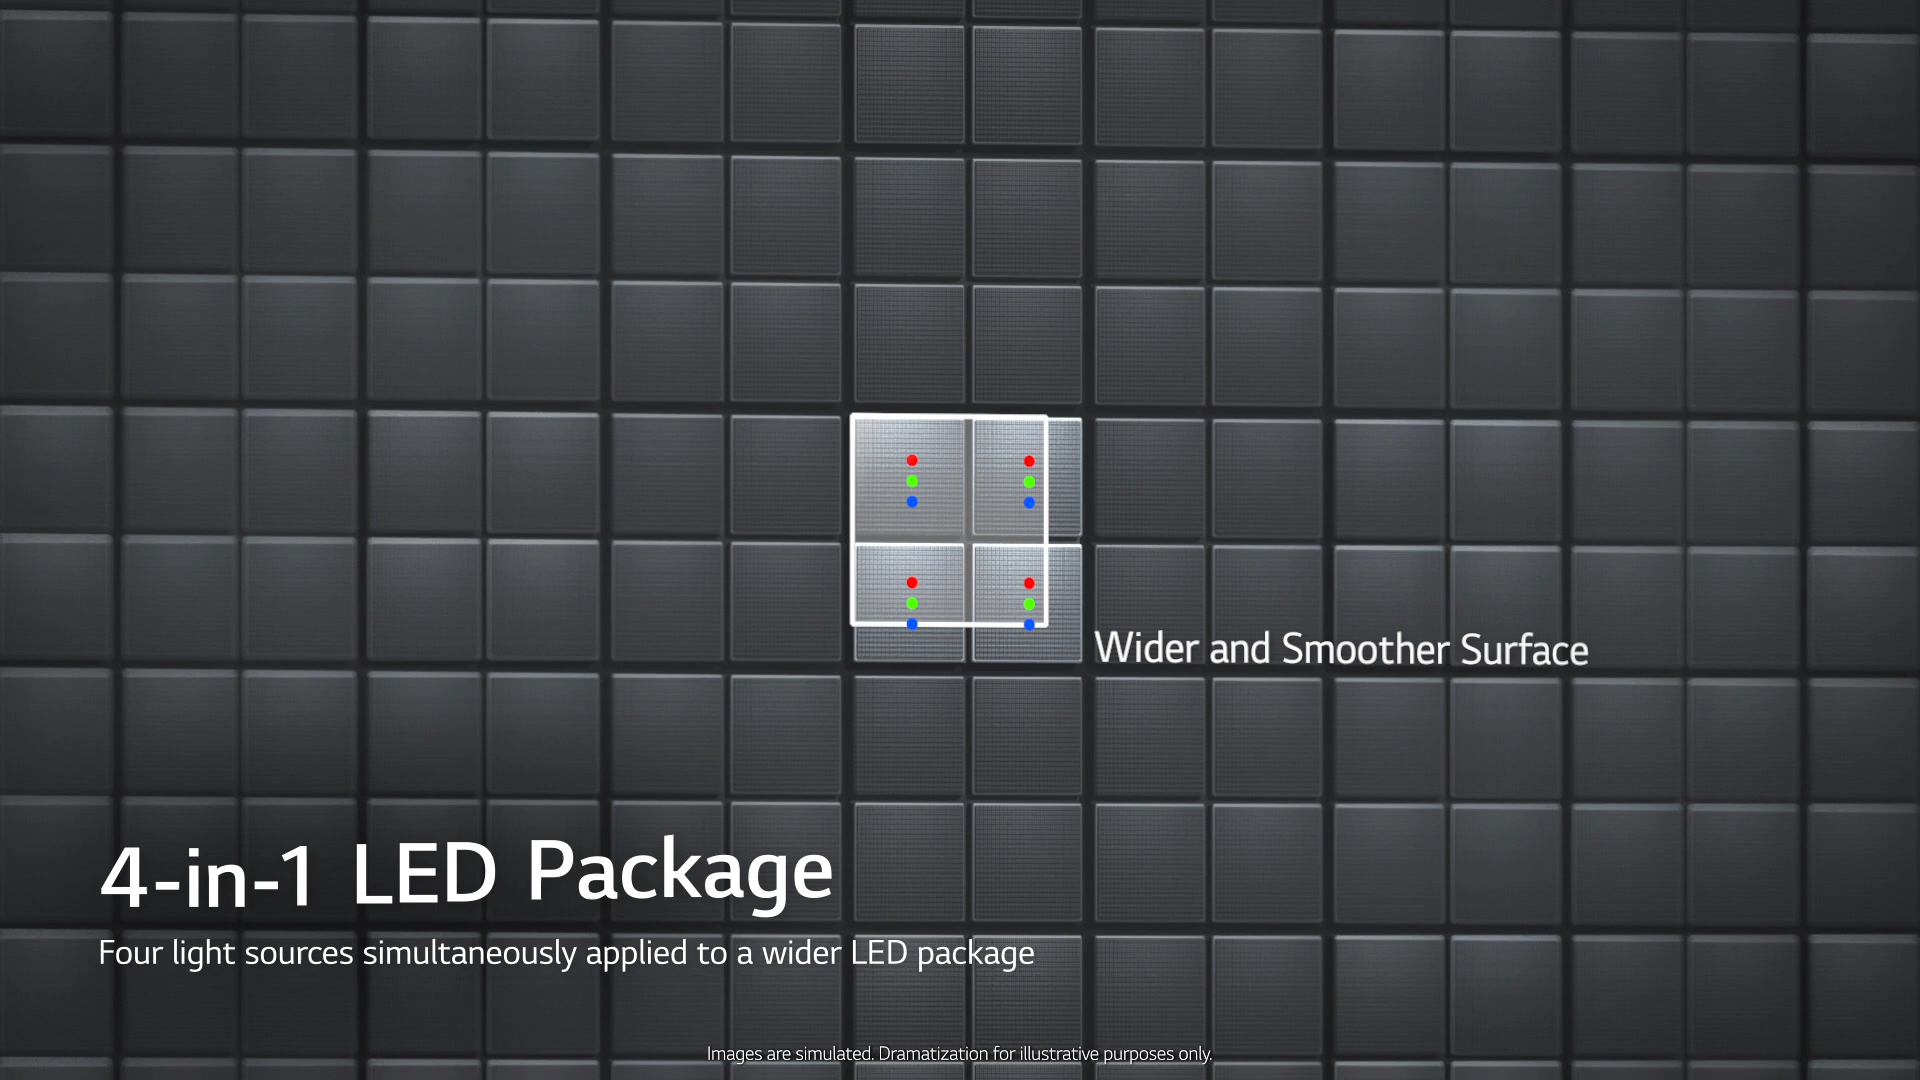 Wider and Smoother Surface
4-in-1 LED Package
Four light sources simultaneously applied to a wider LED package
Images are simulated. Dramatization for illustrative purposes only.